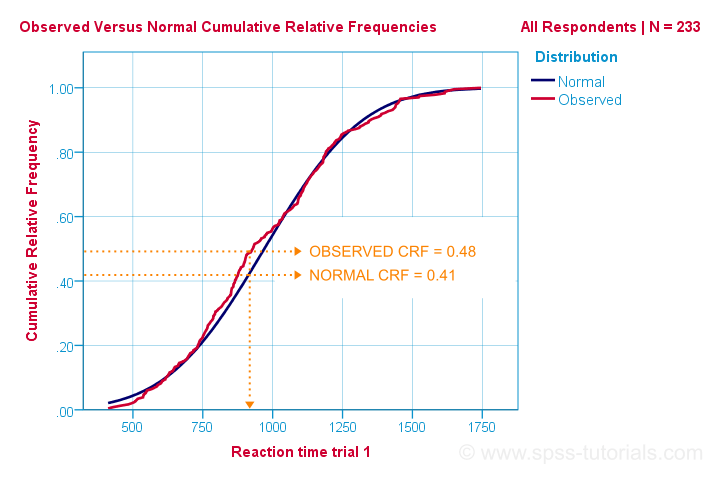 Observed Versus Normal Cumulative Relative Frequencies
All Respondents | N = 233
Distribution
Normal
Observed
Cumulative Relative Frequency
1.00
.80
.60
.40
.20
.00
OBSERVED CRF = 0.48
NORMAL CRF = 0.41
500
750
1000
1250
1500
1750
Reaction time trial 1
© www.spss-tutorials.com